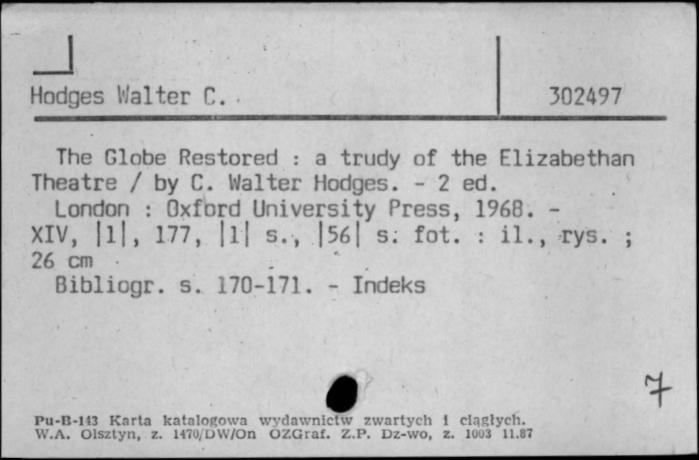 Hodges Walter C.
302497
The Globe Restored : a trudy of the Elizabethan
Theatre / by C. Walter Hodges. - 2 ed.
London : Oxford University Press, 1968. -
XIV, |1|, 177, |1| s., |56| s. fot. : il., rys. ;
26 cm
Bibliogr. s. 170-171. - Indeks
7
Pu-B-143 Karta katalogowa wydawnictw zwartych i ciągłych.
W.A. Olsztyn, z. 1470/DW/On OZGraf. Z.P. Dz-wo, z. 1003 11.87